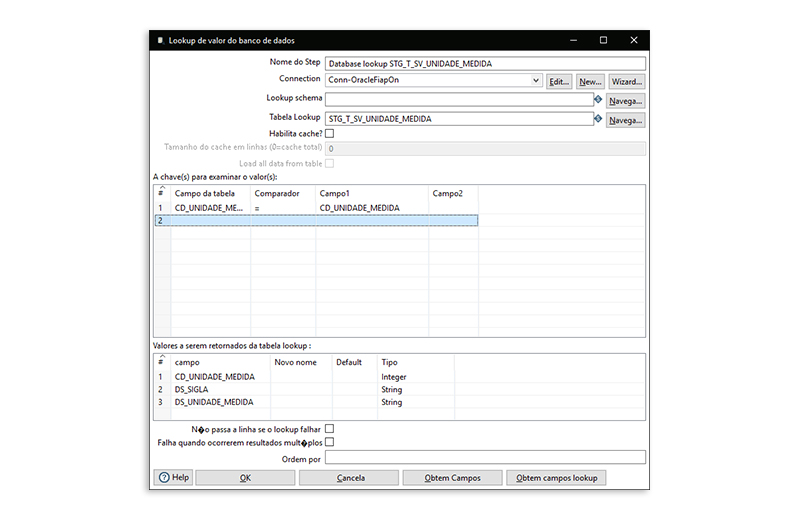 Lookup de valor do banco de dados
Nome do Step Database lookup STG_T_SV_UNIDADE_MEDIDA
Connection Conn-OracleFiapOn Edit... New... Wizard...
Lookup schema Navega...
Tabela Lookup STG_T_SV_UNIDADE_MEDIDA Navega...
Habilita cache?
Tamanho do cache em linhas (0=cache total) 0
Load all data from table
A chave(s) para examinar o valor(s):
# Campo da tabela Comparador Campo1 Campo2
1 CD_UNIDADE_ME... = CD_UNIDADE_MEDIDA
2
Valores a serem retornados da tabela lookup :
# campo Novo nome Default Tipo
1 CD_UNIDADE_MEDIDA Integer
2 DS_SIGLA String
3 DS_UNIDADE_MEDIDA String
N�o passa a linha se o lookup falhar
Falha quando ocorrerem resultados mult�plos
Ordem por
Help OK Cancela Obtem Campos Obtem campos lookup